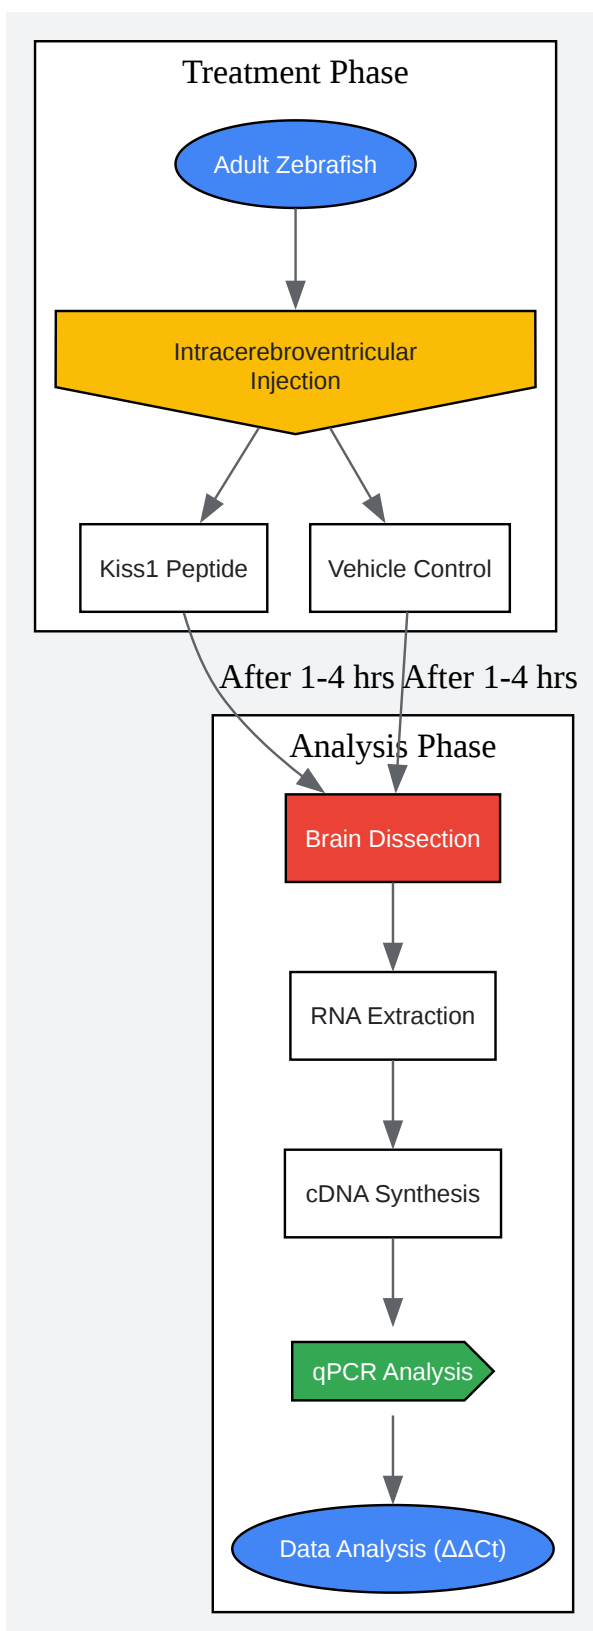 Treatment Phase
Adult Zebrafish
Intracerebroventricular
Injection
Kiss1 Peptide
Vehicle Control
After 1-4 hrs
After 1-4 hrs
Analysis Phase
Brain Dissection
RNA Extraction
cDNA Synthesis
qPCR Analysis
Data Analysis (ΔΔCt)